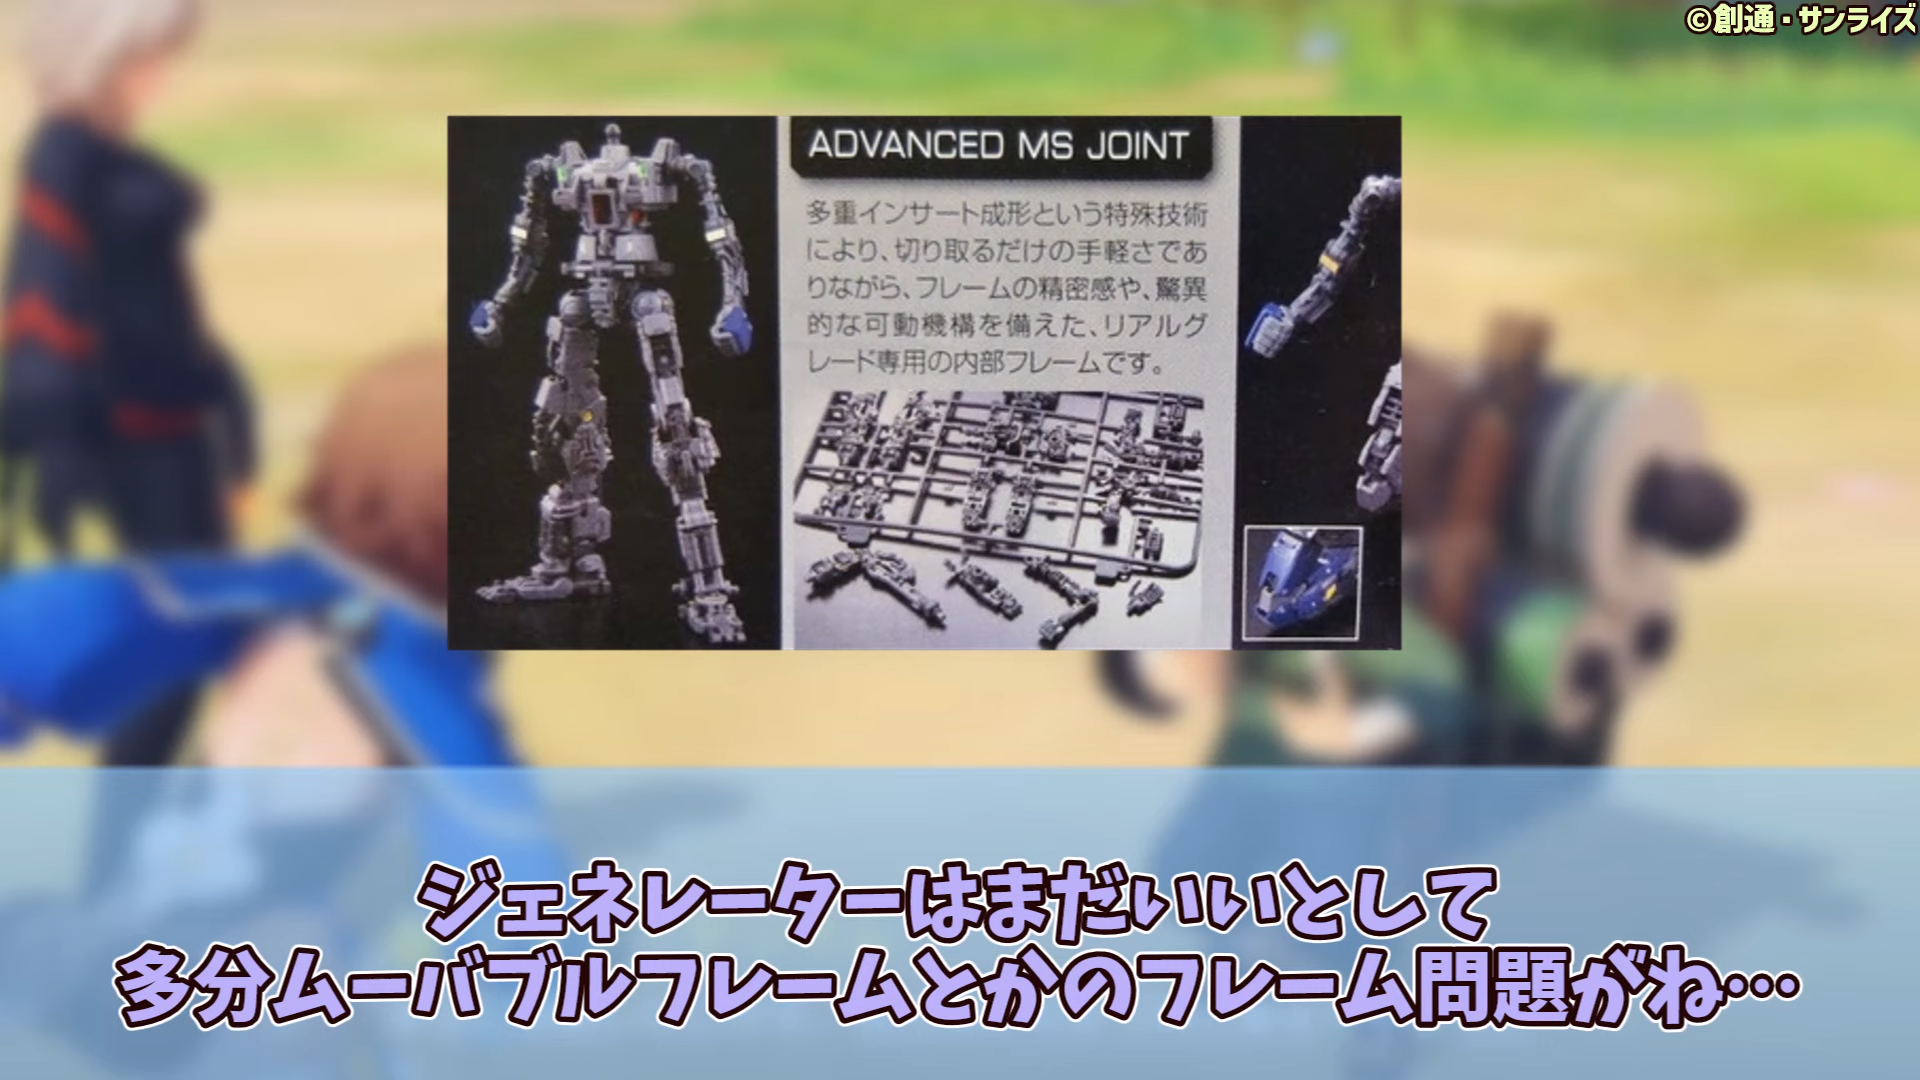 ©創通・サンライズ
ADVANCED MS JOINT
多重インサート成形という特殊技術
により、切り取るだけの手軽さであ
りながら、フレームの精密感や、驚異
的な可動機構を備えた、リアルグ
レード専用の内部フレームです。
ジェネレーターはまだいいとして
多分ムーバブルフレームとかのフレーム問題がね…